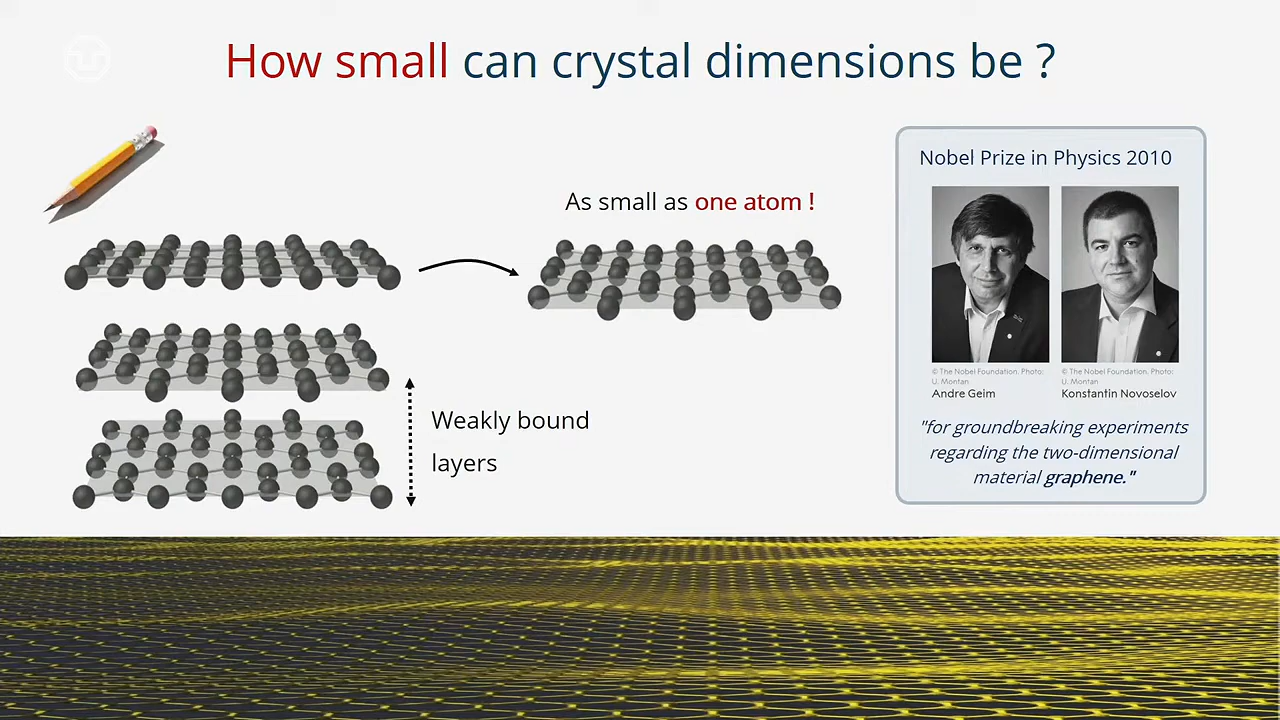 How small can crystal dimensions be ?
As small as one atom !
Weakly bound
layers
Nobel Prize in Physics 2010
© The Nobel Foundation. Photo:
U. Montan
Andre Geim
© The Nobel Foundation. Photo:
U. Montan
Konstantin Novoselov
"for groundbreaking experiments
regarding the two-dimensional
material graphene."